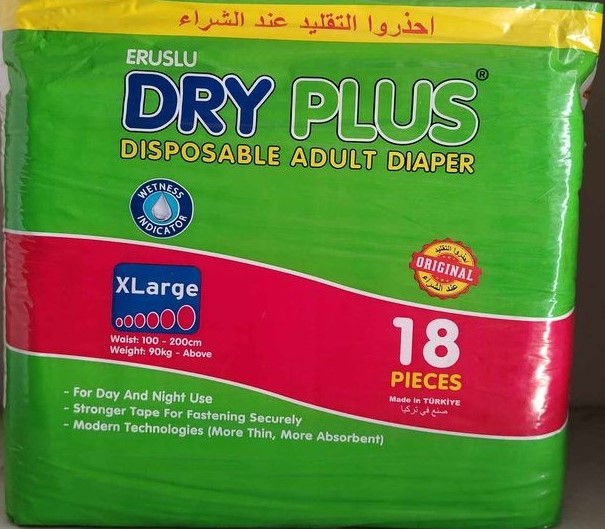 احذروا التقليد عند الشراء
ERUSLU
DRY PLUS®
DISPOSABLE ADULT DIAPER
WETNESS
INDICATOR
احذروا التقليد
ORIGINAL
عند الشراء
XLarge
Waist: 100 - 200cm
Weight: 90kg - Above
18
PIECES
Made in TÜRKİYE
صنع في تركيا
- For Day And Night Use
- Stronger Tape For Fastening Securely
- Modern Technologies (More Thin, More Absorbent)